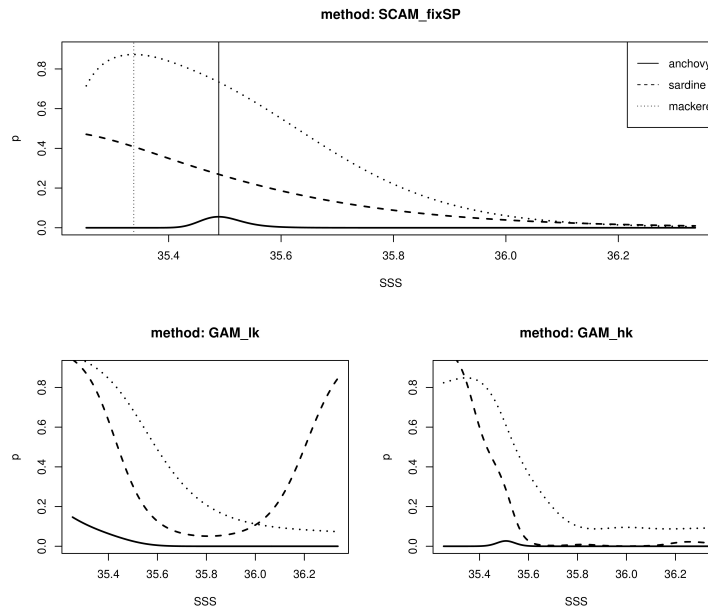 method: SCAM_fixSP
0.8
0.6
0.4
0.2
0.0
p
anchovy
sardine
mackere
35.4 35.6 35.8 36.0 36.2
SSS
method: GAM_lk
0.8
0.6
0.4
0.2
0.0
p
35.4 35.6 35.8 36.0 36.2
SSS
method: GAM_hk
0.8
0.6
0.4
0.2
0.0
p
35.4 35.6 35.8 36.0 36.2
SSS